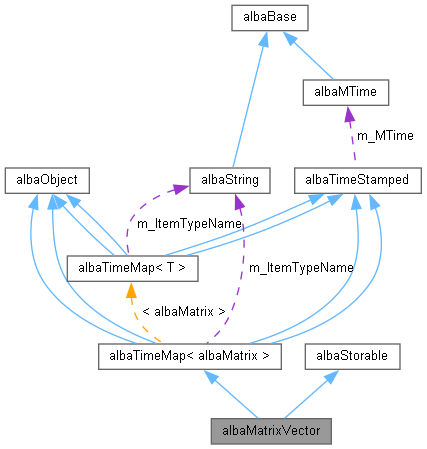 albaBase
albaMTime
m_MTime
albaObject
albaString
albaTimeStamped
m_ItemTypeName
albaTimeMap< T >
m_ItemTypeName
< albaMatrix >
albaTimeMap< albaMatrix >
albaStorable
albaMatrixVector